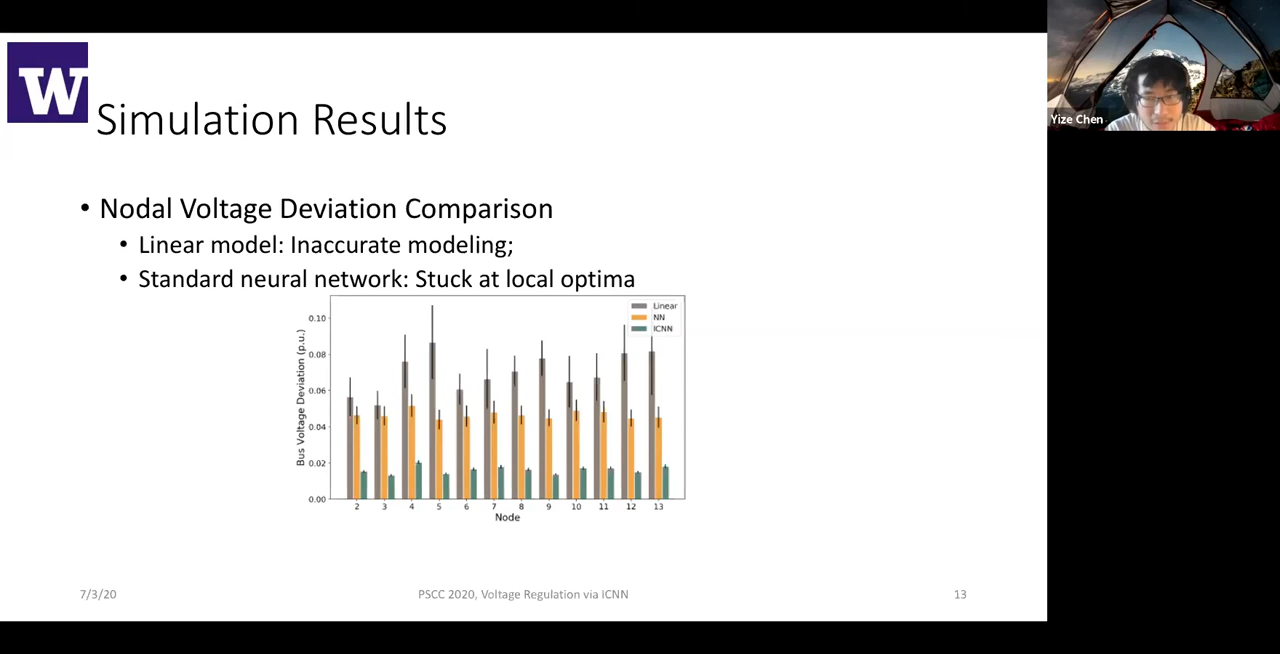 W
Simulation Results
• Nodal Voltage Deviation Comparison
• Linear model: Inaccurate modeling;
• Standard neural network: Stuck at local optima
Linear
NN
ICNN
Bus Voltage Deviation (p.u.)
0.10
0.08
0.06
0.04
0.02
0.00
2 3 4 5 6 7 8 9 10 11 12 13
Node
7/3/20 PSCC 2020, Voltage Regulation via ICNN 13
Yize Chen